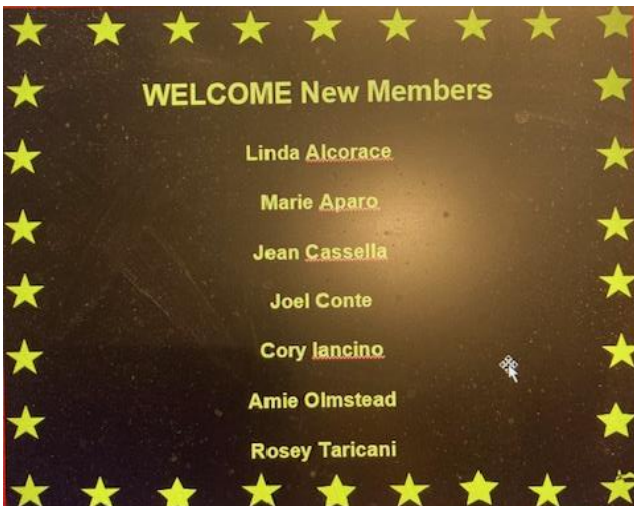 WELCOME New Members
Linda Alcorace
Marie Aparo
Jean Cassella
Joel Conte
Cory Iancino
Amie Olmstead
Rosey Taricani